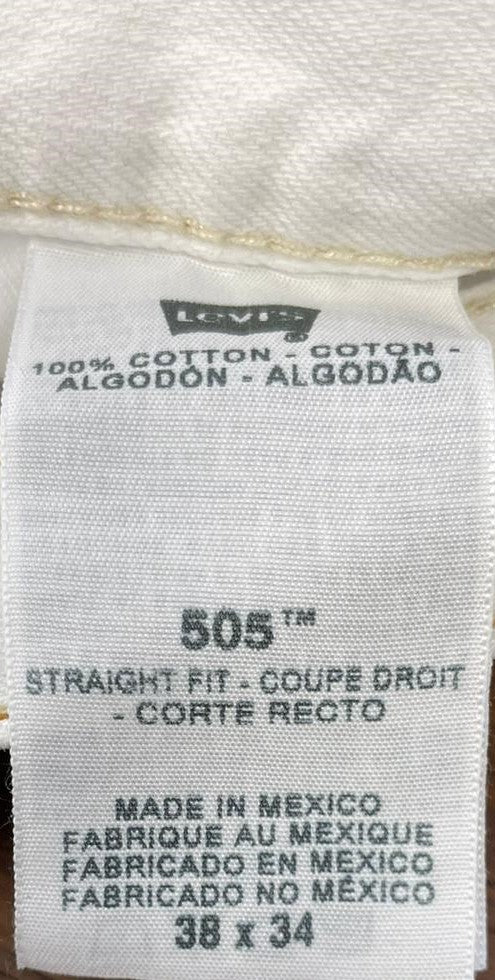 Levi's ®
100% COTTON - COTON -
ALGODÓN - ALGODÃO
505™
STRAIGHT FIT - COUPE DROIT
- CORTE RECTO
MADE IN MEXICO
FABRIQUE AU MEXIQUE
FABRICADO EN MEXICO
FABRICADO NO MÉXICO
38 x 34